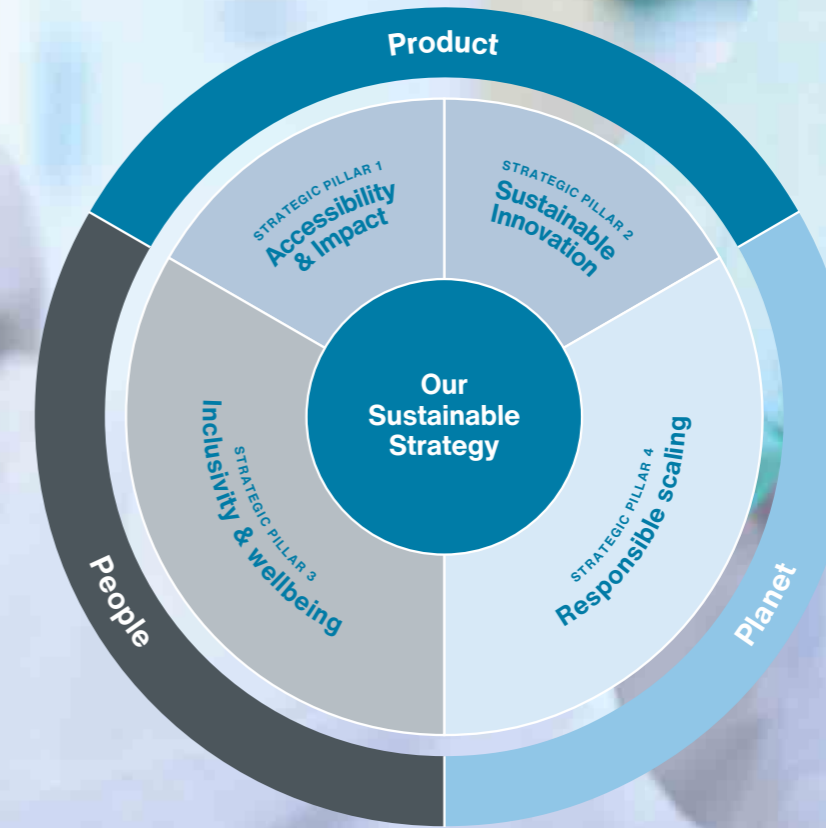 Product
STRATEGIC PILLAR 1
Accessibility
& Impact
STRATEGIC PILLAR 2
Sustainable
Innovation
Our
Sustainable
Strategy
STRATEGIC PILLAR 3
Inclusivity & wellbeing
STRATEGIC PILLAR 4
Responsible scaling
People
Planet